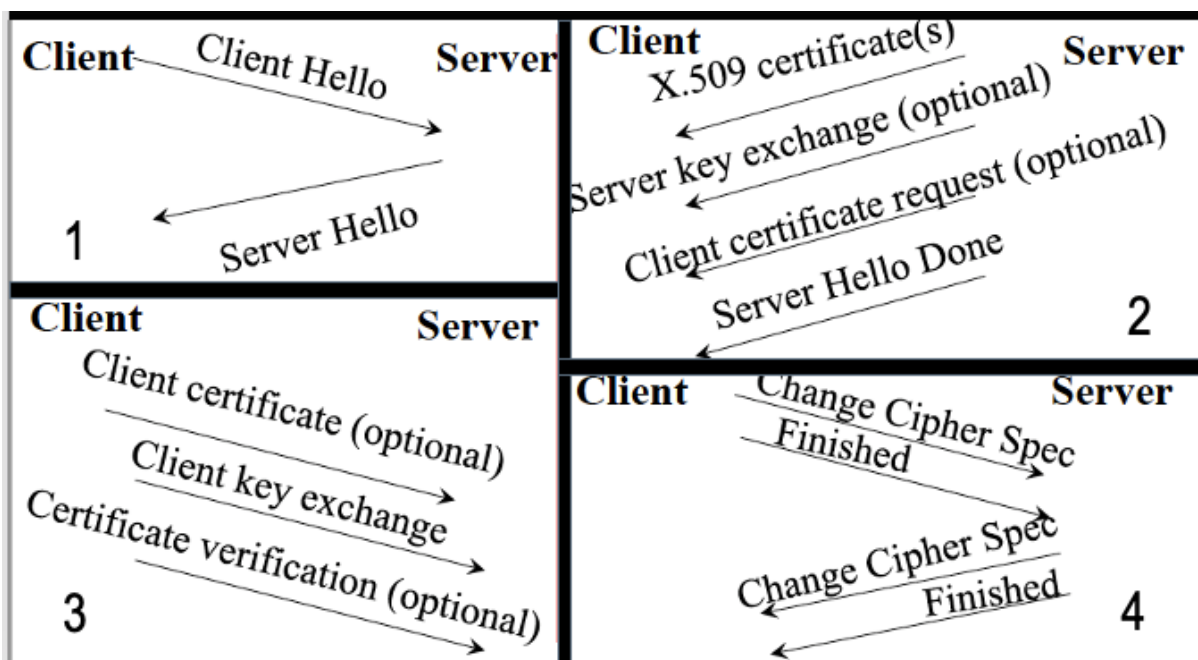 Client
Server
Client Hello
Server Hello
1
Client
Server
X.509 certificate(s)
Server key exchange (optional)
Client certificate request (optional)
Server Hello Done
2
Client
Server
Client certificate (optional)
Client key exchange
Certificate verification (optional)
3
Client
Server
Change Cipher Spec
Finished
Change Cipher Spec
Finished
4